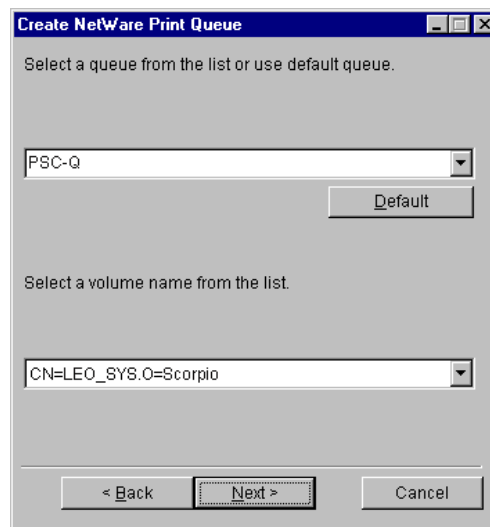 Create NetWare Print Queue
Select a queue from the list or use default queue.
PSC-Q
Default
Select a volume name from the list.
CN=LEO_SYS.O=Scorpio
< Back
Next >
Cancel